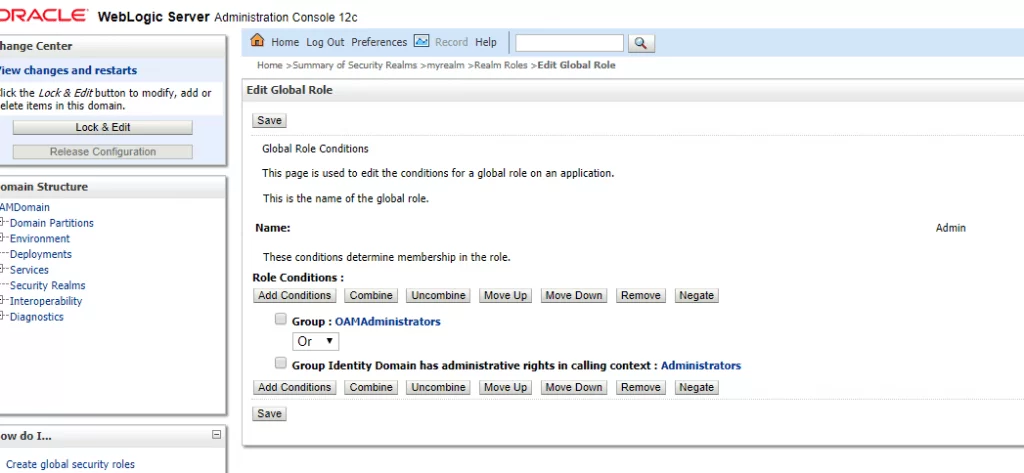 ORACLE WebLogic Server Administration Console 12c
Change Center
View changes and restarts
Click the Lock & Edit button to modify, add or
delete items in this domain.
Lock & Edit
Release Configuration
Domain Structure
AMDomain
Domain Partitions
Environment
Deployments
Services
Security Realms
Interoperability
Diagnostics
How do I...
Create global security roles
Home Log Out Preferences Record Help
Home >Summary of Security Realms >myrealm >Realm Roles >Edit Global Role
Edit Global Role
Save
Global Role Conditions
This page is used to edit the conditions for a global role on an application.
This is the name of the global role.
Name: Admin
These conditions determine membership in the role.
Role Conditions :
Add Conditions Combine Uncombine Move Up Move Down Remove Negate
Group : OAMAdministrators
Or
Group Identity Domain has administrative rights in calling context : Administrators
Add Conditions Combine Uncombine Move Up Move Down Remove Negate
Save